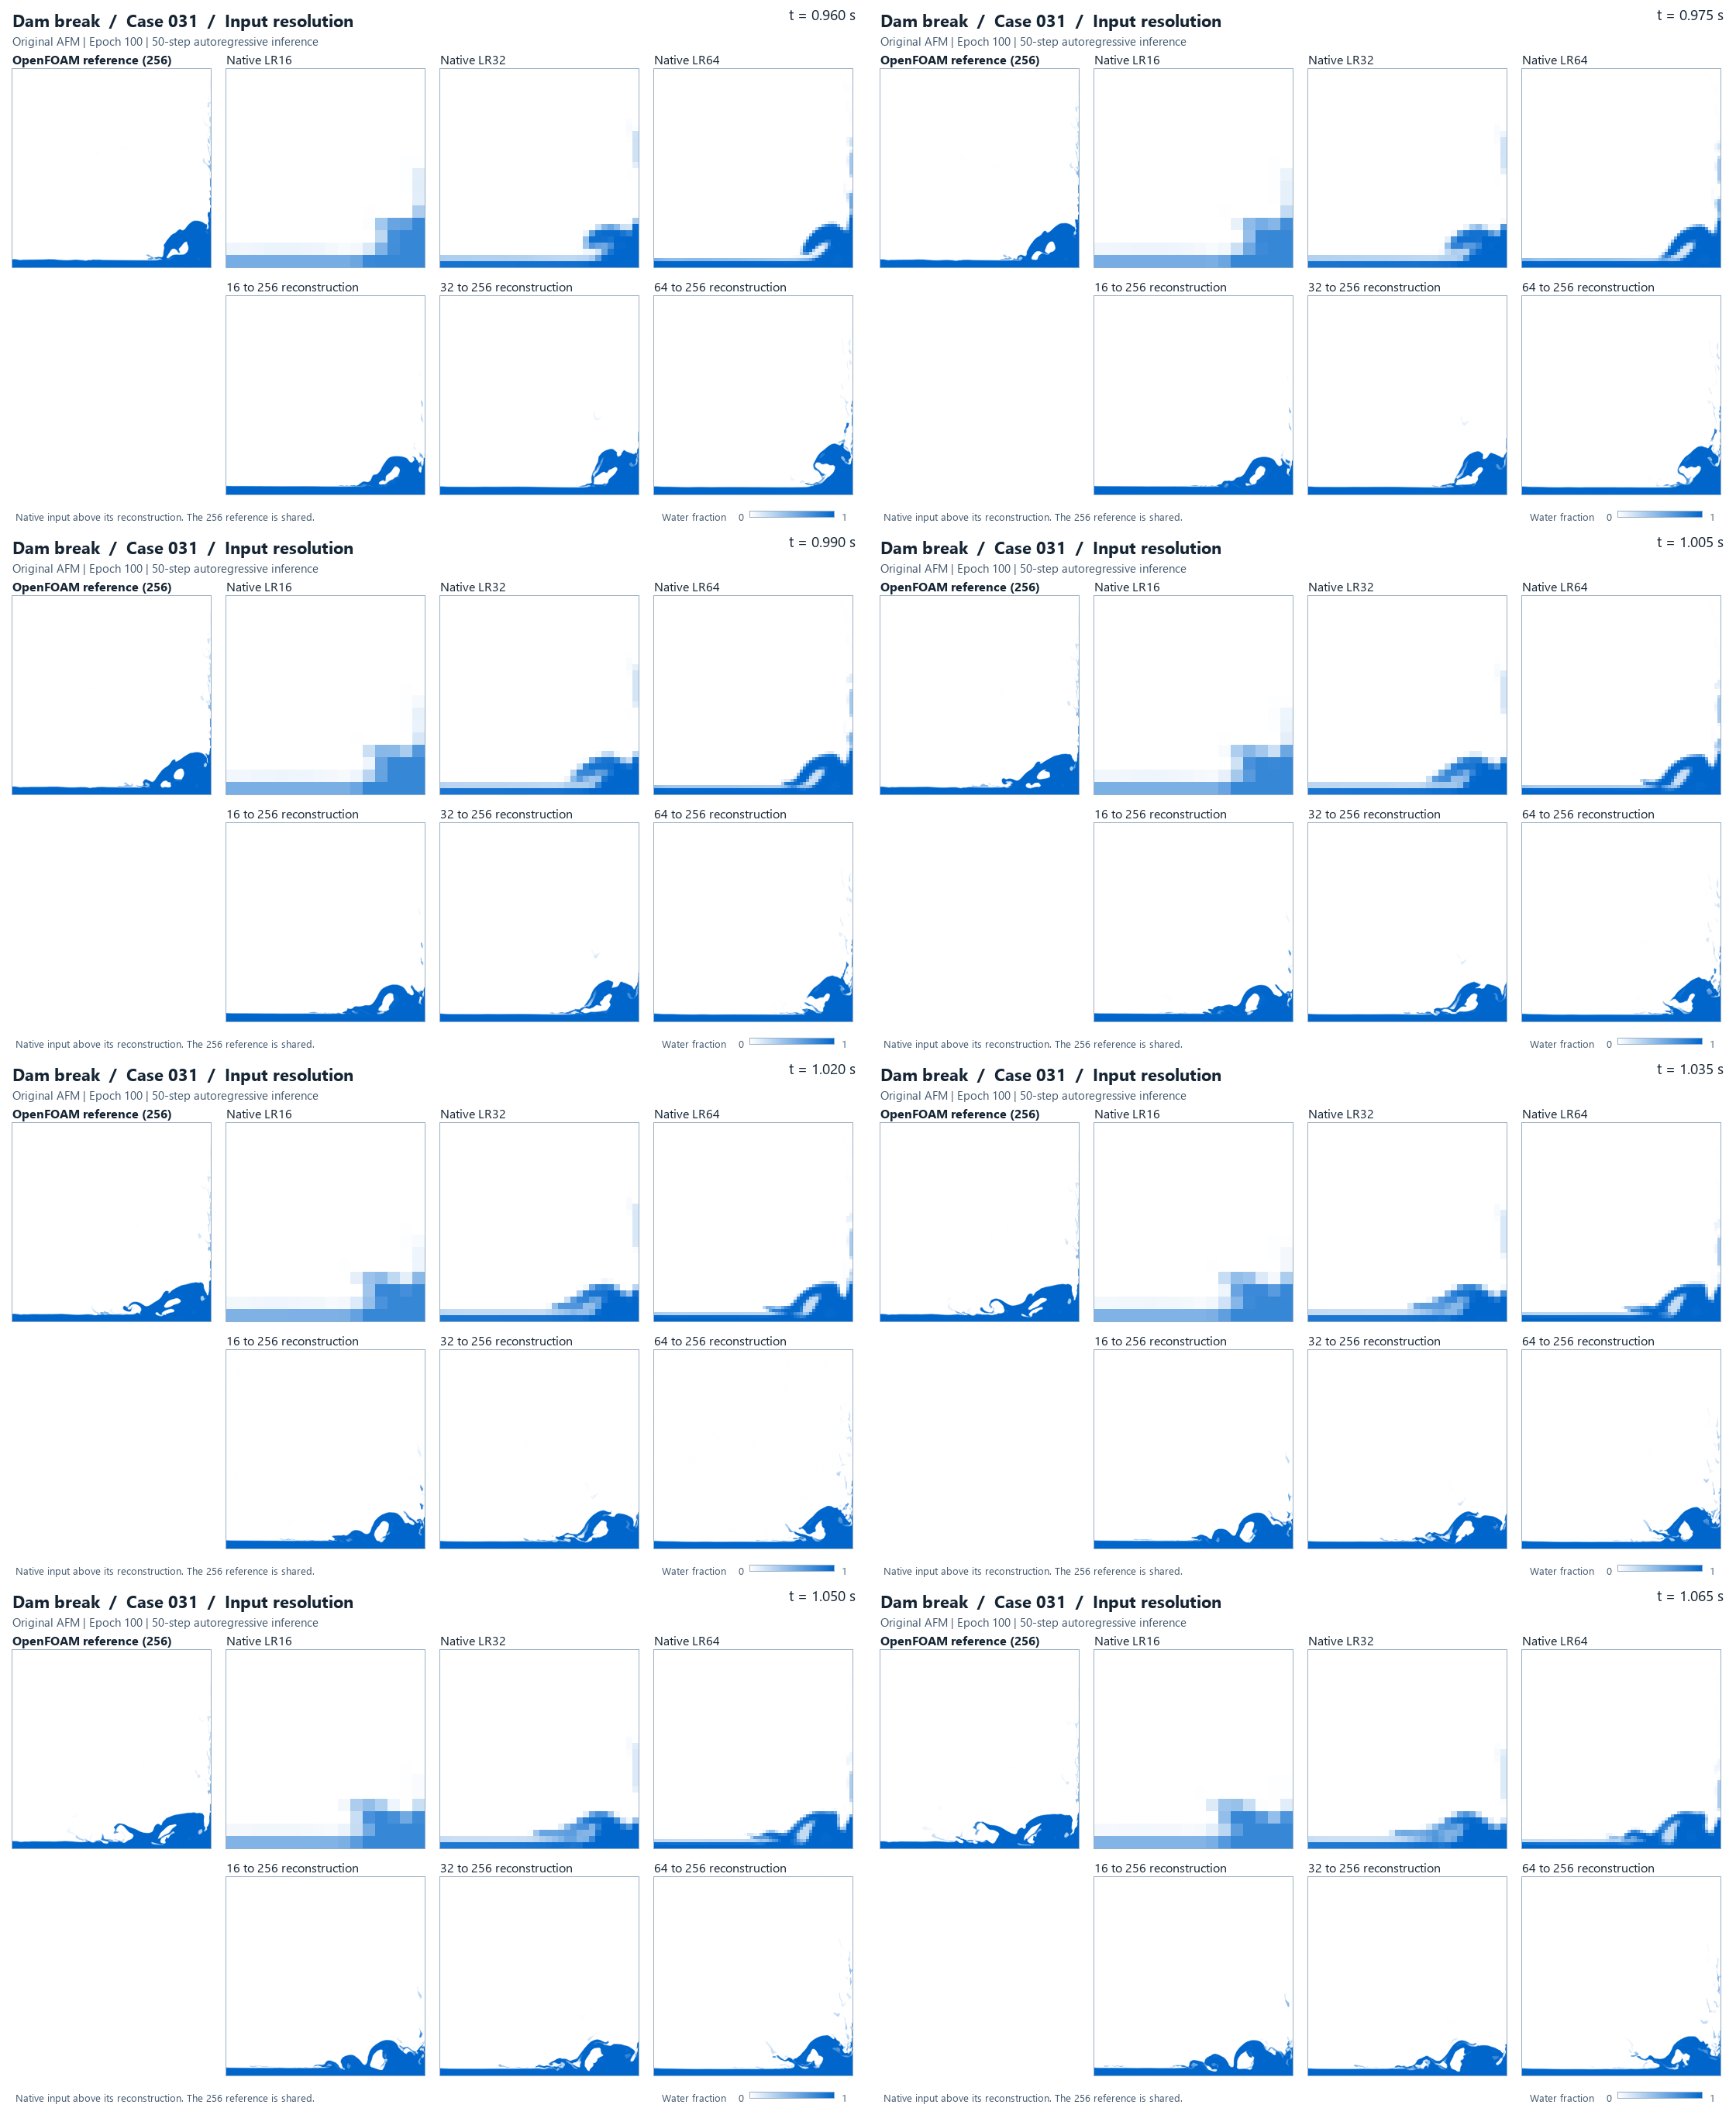 Dam break / Case 031 / Input resolution
t = 0.960 s
Original AFM | Epoch 100 | 50-step autoregressive inference
OpenFOAM reference (256)
Native LR16
Native LR32
Native LR64
16 to 256 reconstruction
32 to 256 reconstruction
64 to 256 reconstruction
Native input above its reconstruction. The 256 reference is shared.
Water fraction 0 1
Dam break / Case 031 / Input resolution
t = 0.975 s
Original AFM | Epoch 100 | 50-step autoregressive inference
OpenFOAM reference (256)
Native LR16
Native LR32
Native LR64
16 to 256 reconstruction
32 to 256 reconstruction
64 to 256 reconstruction
Native input above its reconstruction. The 256 reference is shared.
Water fraction 0 1
Dam break / Case 031 / Input resolution
t = 0.990 s
Original AFM | Epoch 100 | 50-step autoregressive inference
OpenFOAM reference (256)
Native LR16
Native LR32
Native LR64
16 to 256 reconstruction
32 to 256 reconstruction
64 to 256 reconstruction
Native input above its reconstruction. The 256 reference is shared.
Water fraction 0 1
Dam break / Case 031 / Input resolution
t = 1.005 s
Original AFM | Epoch 100 | 50-step autoregressive inference
OpenFOAM reference (256)
Native LR16
Native LR32
Native LR64
16 to 256 reconstruction
32 to 256 reconstruction
64 to 256 reconstruction
Native input above its reconstruction. The 256 reference is shared.
Water fraction 0 1
Dam break / Case 031 / Input resolution
t = 1.020 s
Original AFM | Epoch 100 | 50-step autoregressive inference
OpenFOAM reference (256)
Native LR16
Native LR32
Native LR64
16 to 256 reconstruction
32 to 256 reconstruction
64 to 256 reconstruction
Native input above its reconstruction. The 256 reference is shared.
Water fraction 0 1
Dam break / Case 031 / Input resolution
t = 1.035 s
Original AFM | Epoch 100 | 50-step autoregressive inference
OpenFOAM reference (256)
Native LR16
Native LR32
Native LR64
16 to 256 reconstruction
32 to 256 reconstruction
64 to 256 reconstruction
Native input above its reconstruction. The 256 reference is shared.
Water fraction 0 1
Dam break / Case 031 / Input resolution
t = 1.050 s
Original AFM | Epoch 100 | 50-step autoregressive inference
OpenFOAM reference (256)
Native LR16
Native LR32
Native LR64
16 to 256 reconstruction
32 to 256 reconstruction
64 to 256 reconstruction
Native input above its reconstruction. The 256 reference is shared.
Water fraction 0 1
Dam break / Case 031 / Input resolution
t = 1.065 s
Original AFM | Epoch 100 | 50-step autoregressive inference
OpenFOAM reference (256)
Native LR16
Native LR32
Native LR64
16 to 256 reconstruction
32 to 256 reconstruction
64 to 256 reconstruction
Native input above its reconstruction. The 256 reference is shared.
Water fraction 0 1